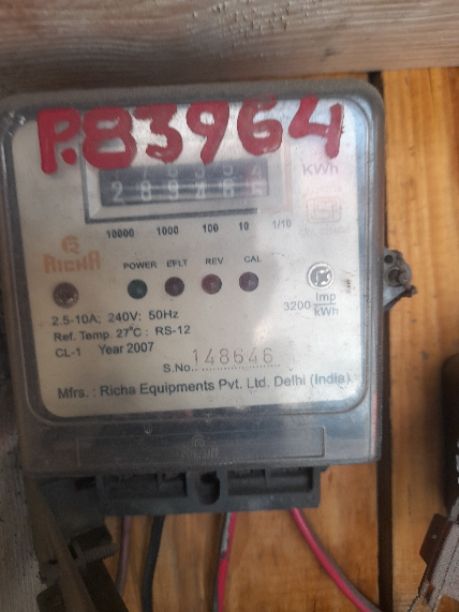 P.83964
KWh
10000 1000 100 10 1/10
RICHA
POWER EFLT REV CAL
3200 Imp/kWh
2.5-10A; 240V; 50Hz
Ref. Temp. 27°C : RS-12
CL-1 Year 2007
S.No. 148646
Mfrs. : Richa Equipments Pvt. Ltd. Delhi (India)